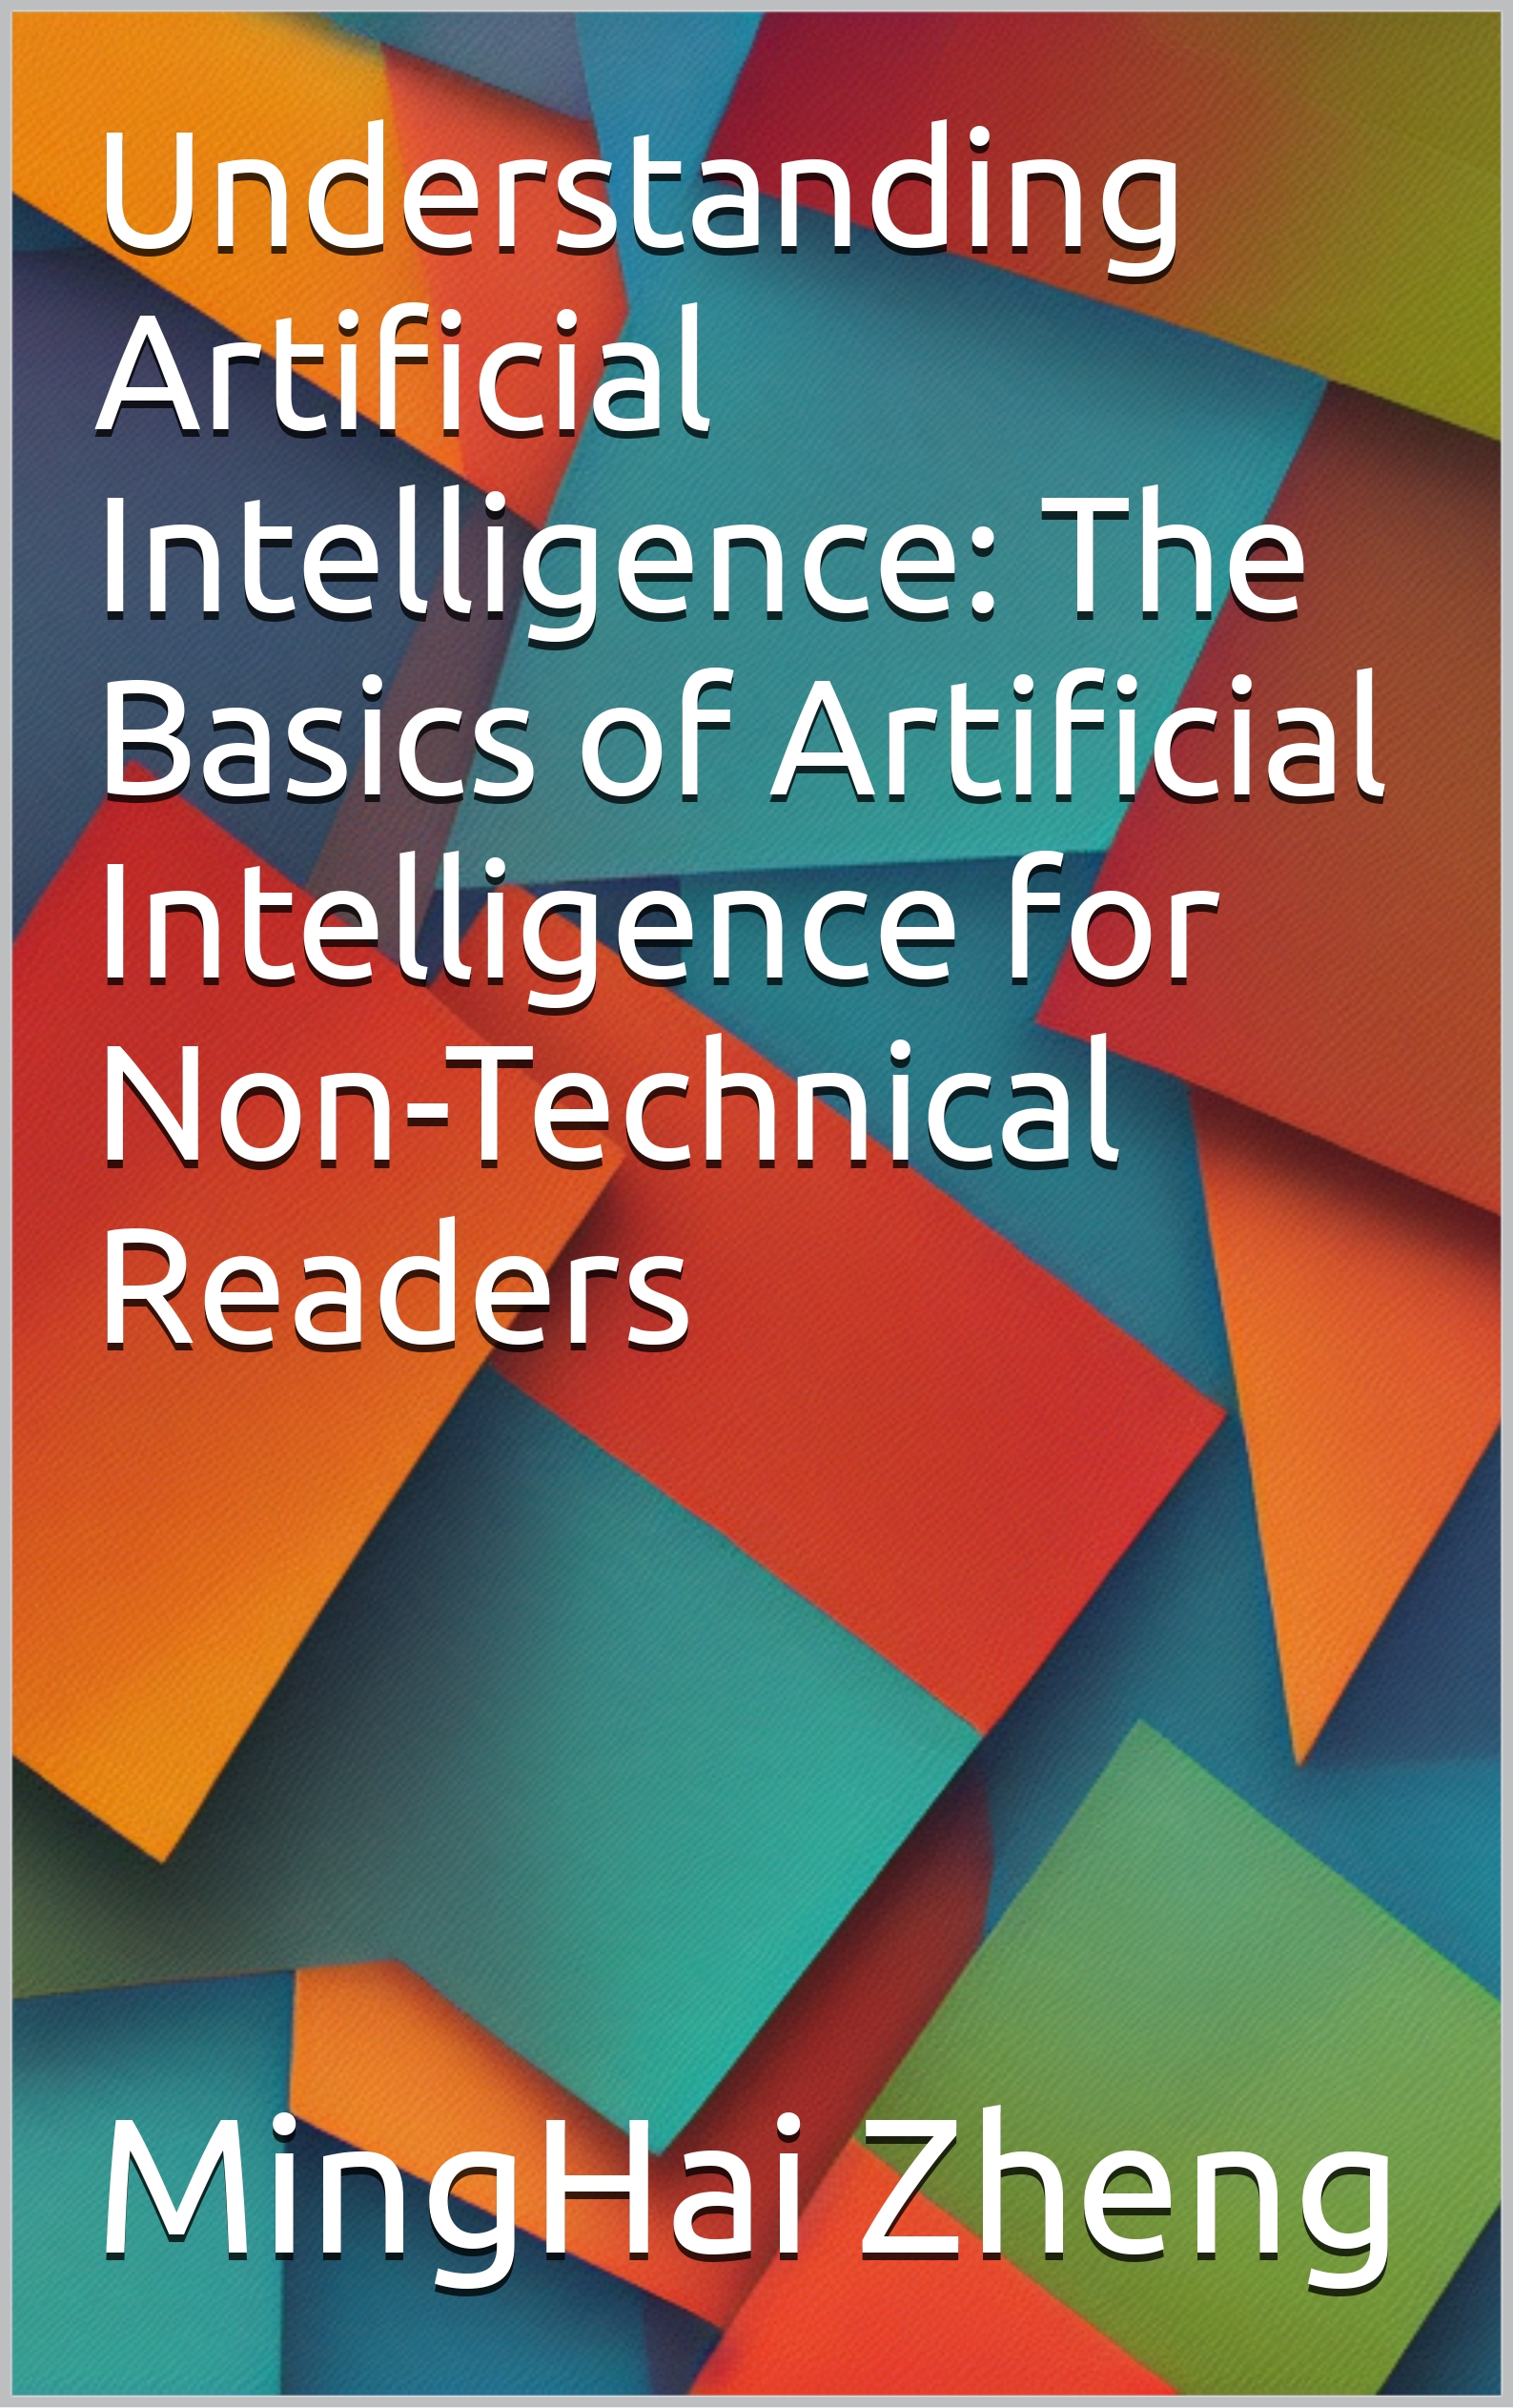 Understanding
Artificial
Intelligence: The
Basics of Artificial
Intelligence for
Non-Technical
Readers
MingHai Zheng